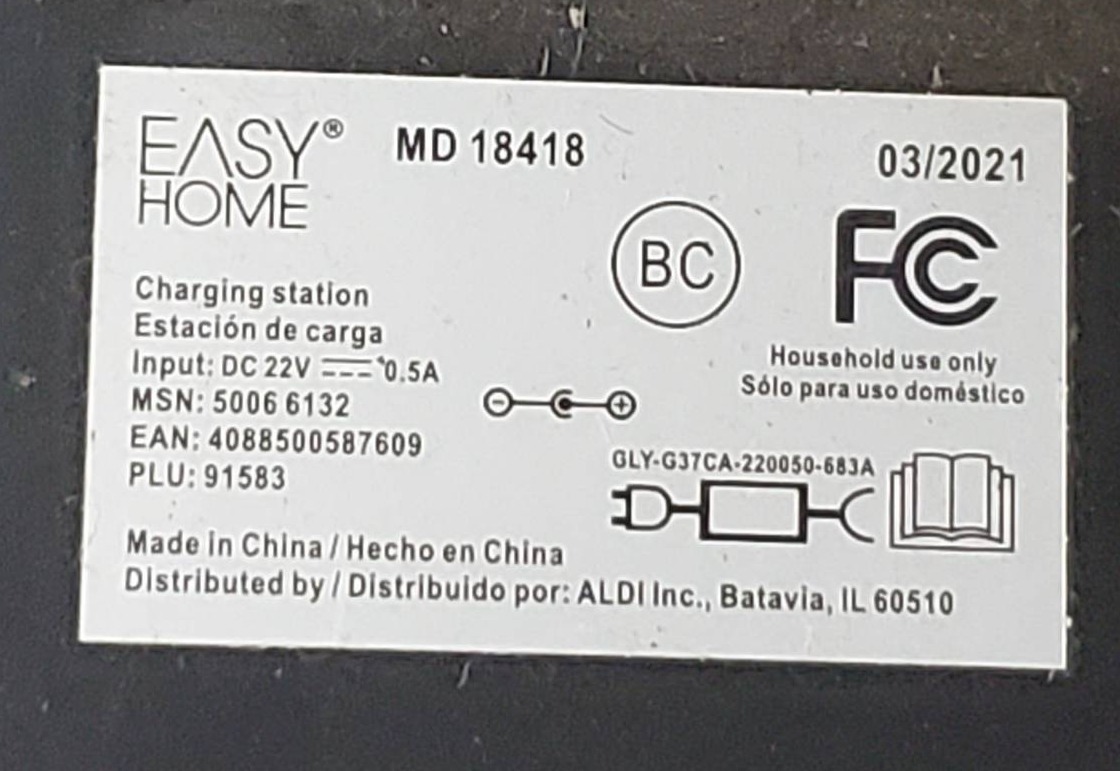 EASY® HOME
MD 18418
03/2021
BC
FC
Charging station
Estación de carga
Input: DC 22V ⎓ 0.5A
MSN: 5006 6132
EAN: 4088500587609
PLU: 91583
Household use only
Sólo para uso doméstico
GLY-G37CA-220050-683A
Made in China / Hecho en China
Distributed by / Distribuido por: ALDI Inc., Batavia, IL 60510